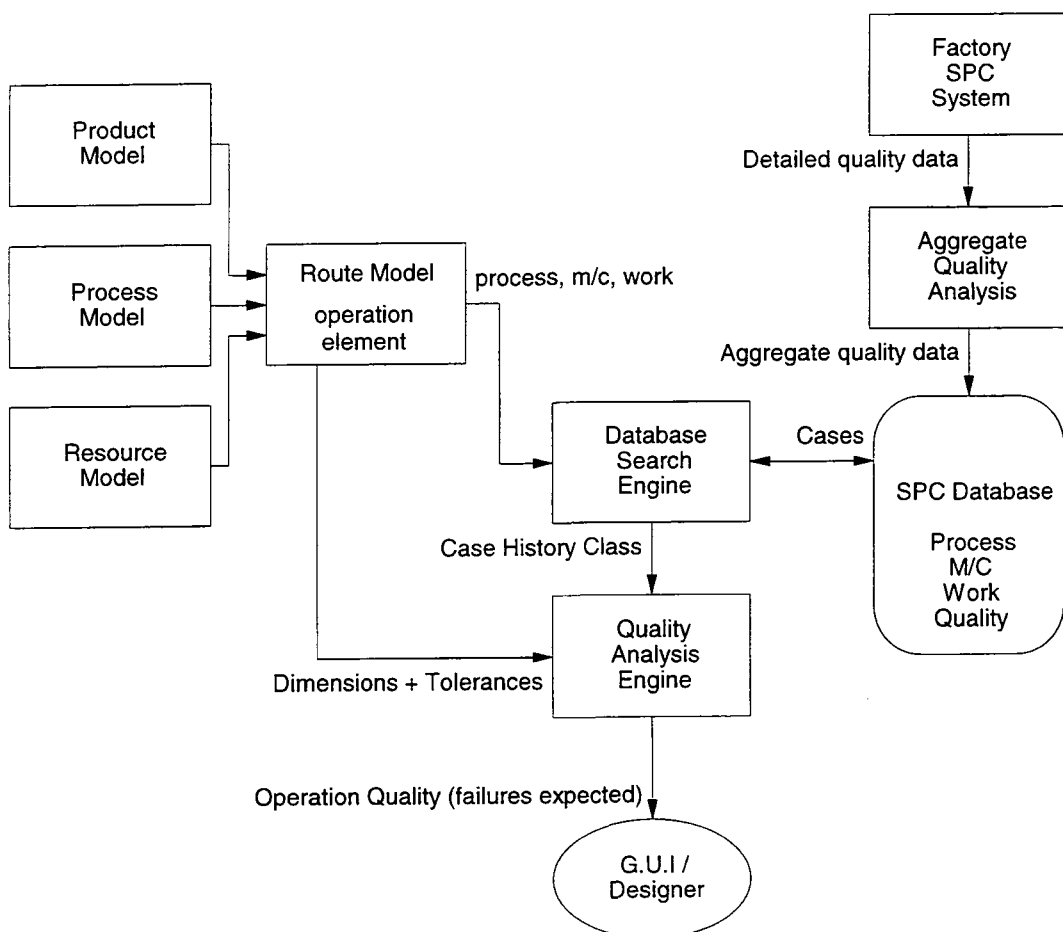 Factory
SPC
System
Product
Model
Detailed quality data
Aggregate
Quality
Analysis
Process
Model
Route Model
operation
element
process, m/c, work
Aggregate quality data
Resource
Model
Database
Search
Engine
Cases
SPC Database
Process
M/C
Work
Quality
Case History Class
Quality
Analysis
Engine
Dimensions + Tolerances
Operation Quality (failures expected)
G.U.I /
Designer